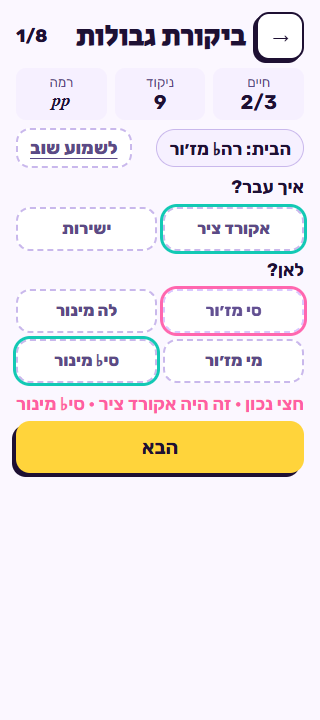 → ביקורת גבולות 1/8
חיים ניקוד רמה
2/3 9 pp
הבית: רה♭ מז׳ור לשמוע שוב
איך עבר?
אקורד ציר ישירות
לאן?
סי מז׳ור לה מינור
מי מז׳ור סי♭ מינור
חצי נכון • זה היה אקורד ציר • סי♭ מינור
הבא